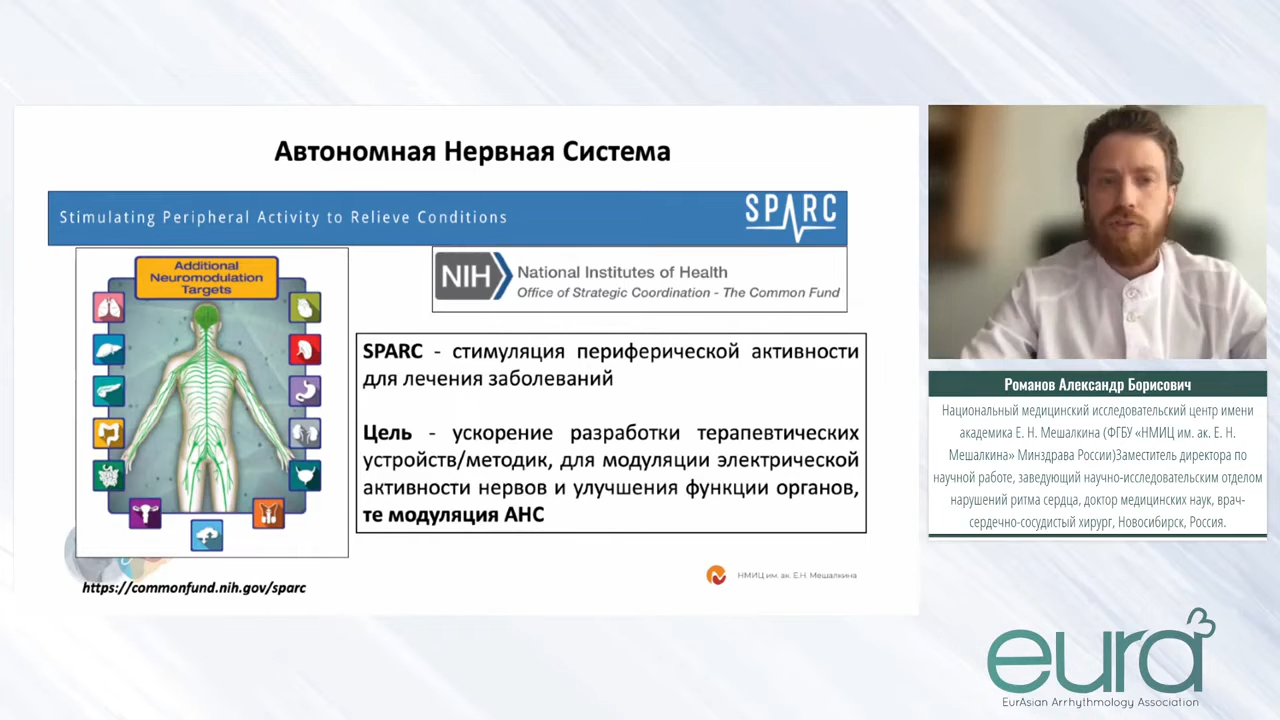 Автономная Нервная Система
Stimulating Peripheral Activity to Relieve Conditions
SPARC
Additional
Neuromodulation
Targets
NIH
National Institutes of Health
Office of Strategic Coordination - The Common Fund
SPARC - стимуляция периферической активности
для лечения заболеваний
Цель - ускорение разработки терапевтических
устройств/методик, для модуляции электрической
активности нервов и улучшения функции органов,
те модуляция АНС
https://commonfund.nih.gov/sparc
НМИЦ им. ак. Е.Н. Мешалкина
Романов Александр Борисович
Национальный медицинский исследовательский центр имени
академика Е. Н. Мешалкина (ФГБУ «НМИЦ им. ак. Е. Н.
Мешалкина» Минздрава России)Заместитель директора по
научной работе, заведующий научно-исследовательским отделом
нарушений ритма сердца, доктор медицинских наук, врач-
сердечно-сосудистый хирург, Новосибирск, Россия.
eura
EurAsian Arrhythmology Association